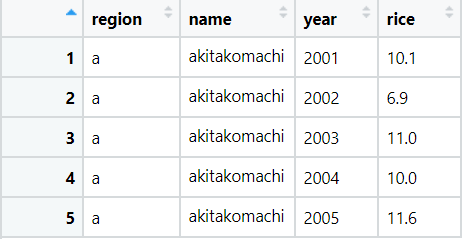 region name year rice
1 a akitakomachi 2001 10.1
2 a akitakomachi 2002 6.9
3 a akitakomachi 2003 11.0
4 a akitakomachi 2004 10.0
5 a akitakomachi 2005 11.6